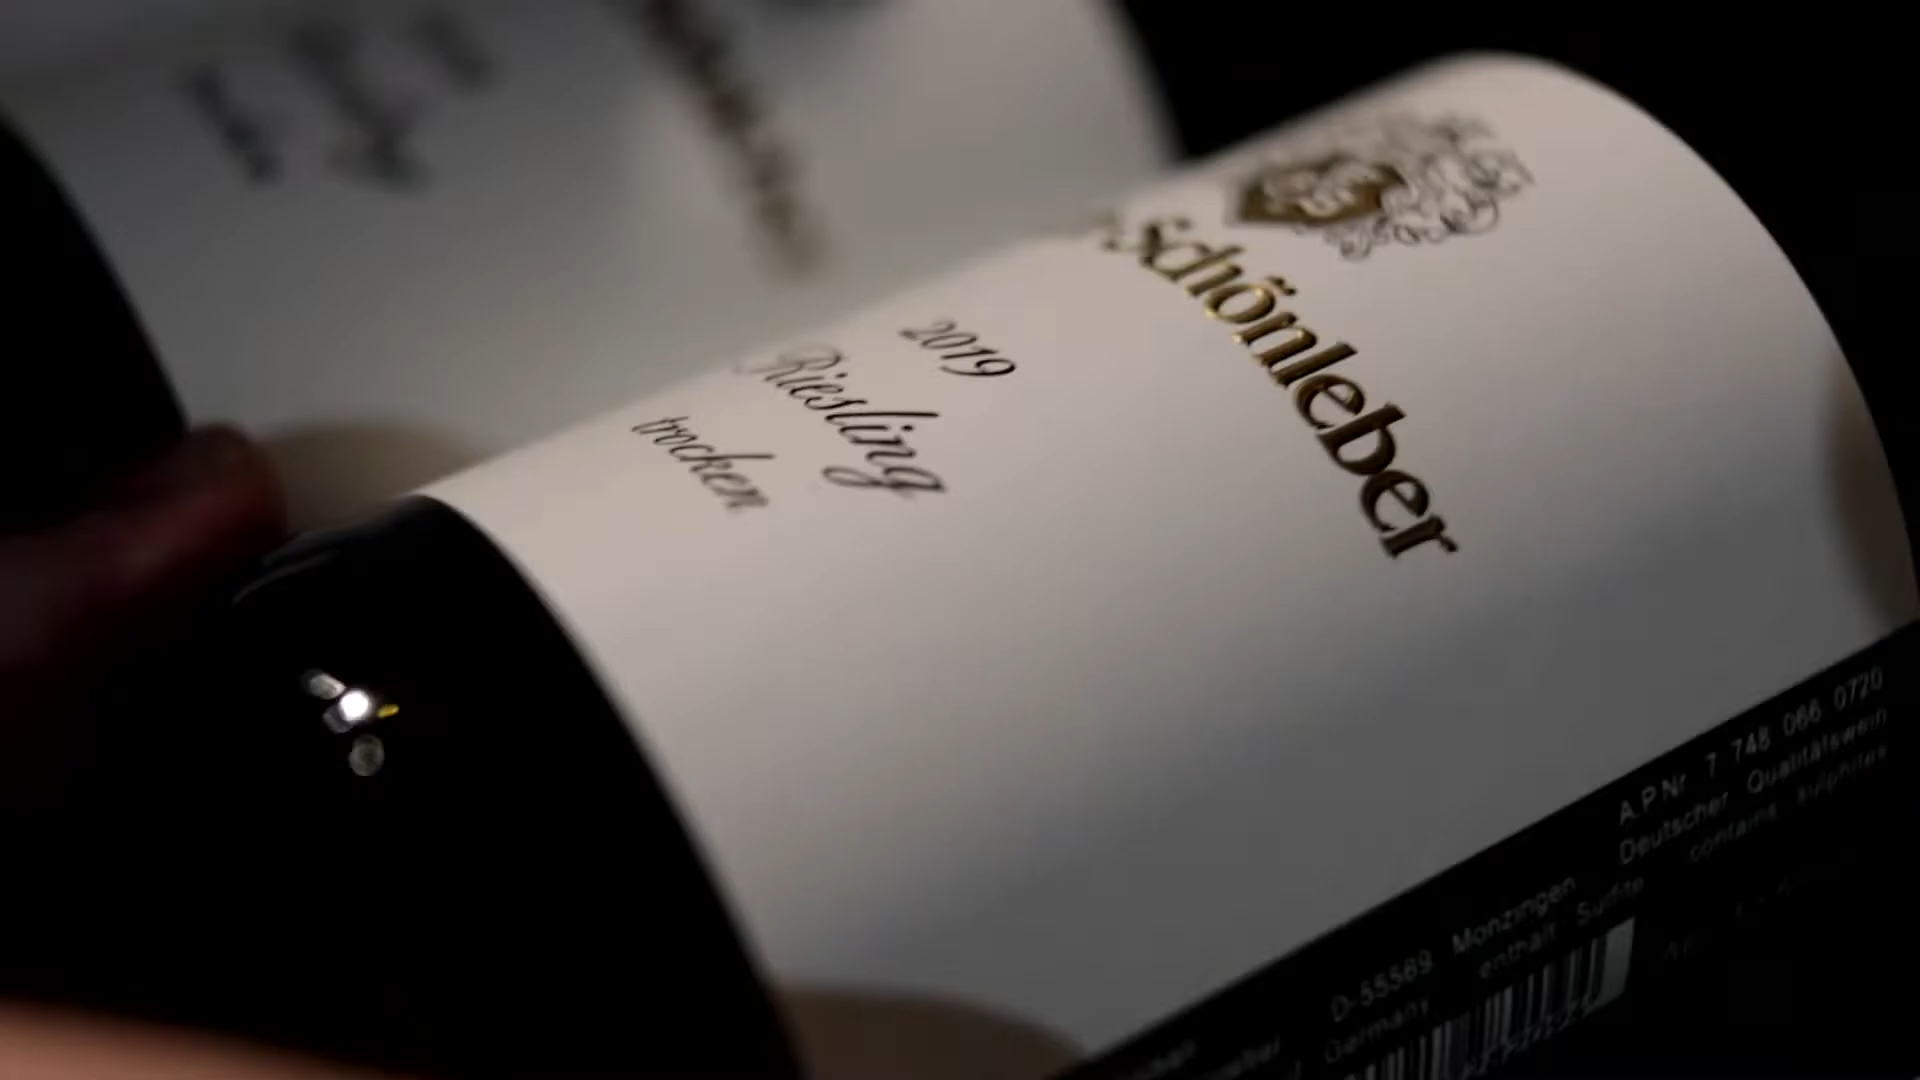 Schönleber
2019
Riesling
trocken
A.P.Nr. 7 748 066 0720
Deutscher Qualitätswein
contains sulphites
D-55569 Monzingen
enthält Sulfite
Germany